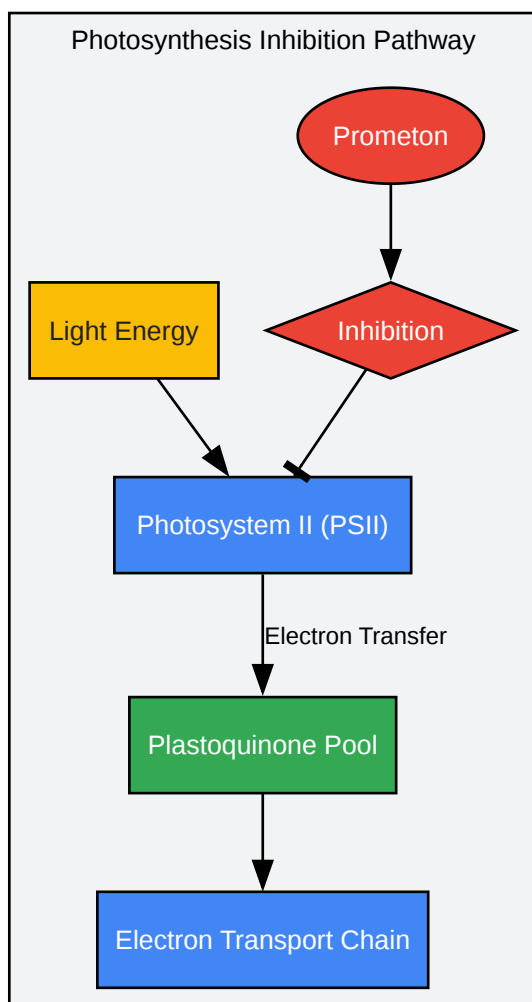 Photosynthesis Inhibition Pathway
Prometon
Light Energy
Inhibition
Photosystem II (PSII)
Electron Transfer
Plastoquinone Pool
Electron Transport Chain